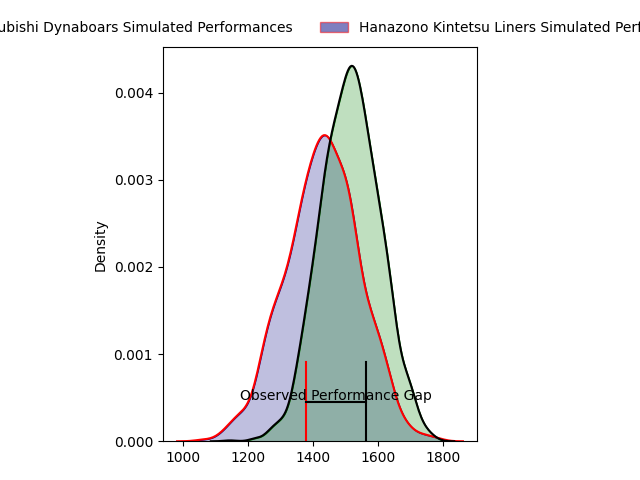 ubishi Dynaboars Simulated Performances Hanazono Kintetsu Liners Simulated Perf
0.004
0.003
0.002
0.001
0.000
Density
Observed Performance Gap
1000 1200 1400 1600 1800